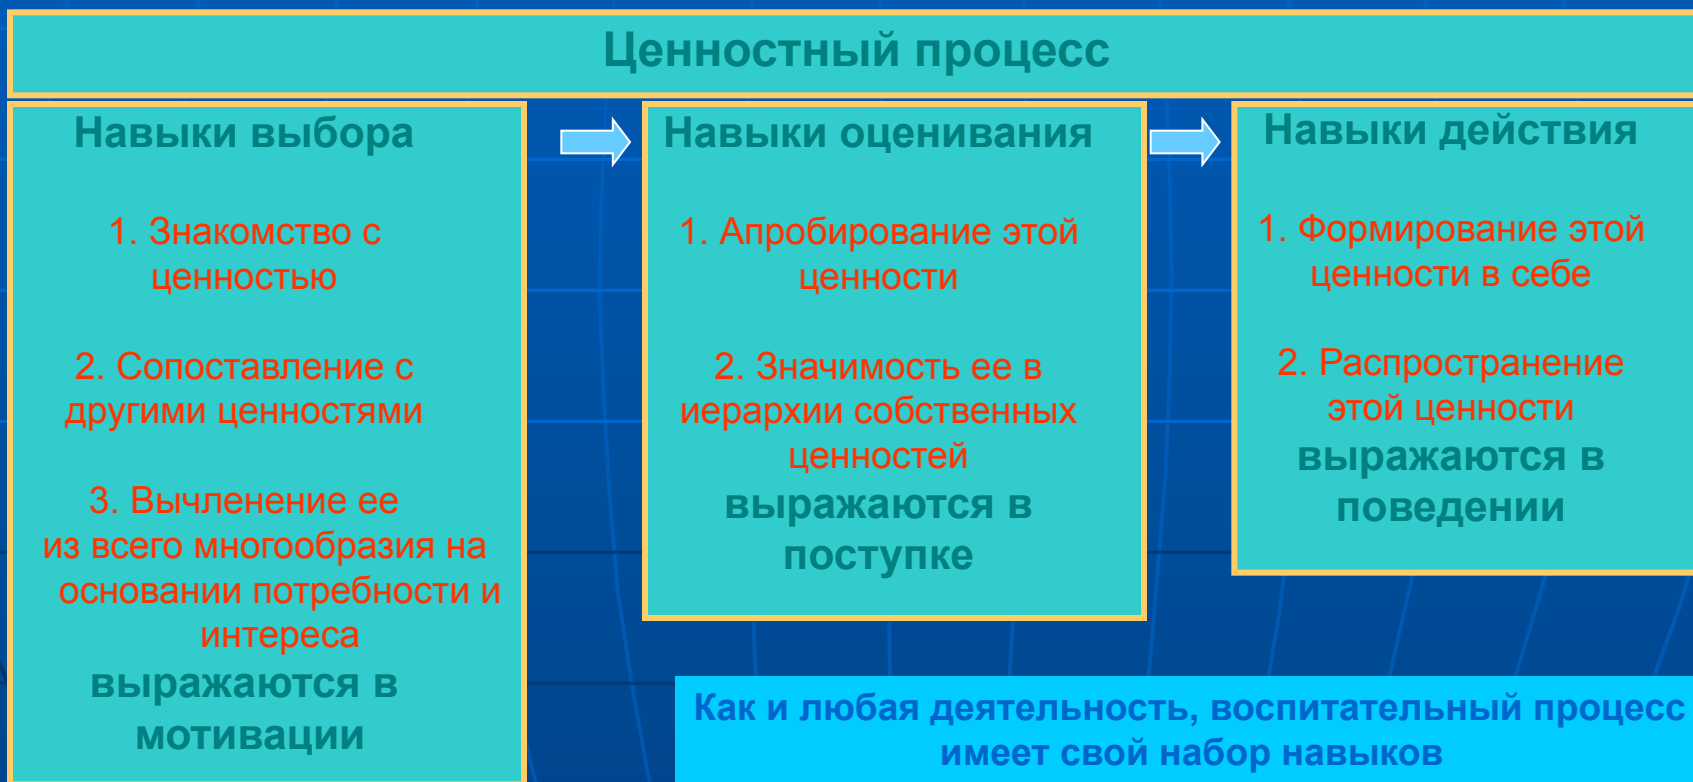 Ценностный процесс
Навыки выбора
1. Знакомство с
ценностью
2. Сопоставление с
другими ценностями
3. Вычленение ее
из всего многообразия на
основании потребности и
интереса
выражаются в
мотивации
Навыки оценивания
1. Апробирование этой
ценности
2. Значимость ее в
иерархии собственных
ценностей
выражаются в
поступке
Навыки действия
1. Формирование этой
ценности в себе
2. Распространение
этой ценности
выражаются в
поведении
Как и любая деятельность, воспитательный процесс
имеет свой набор навыков